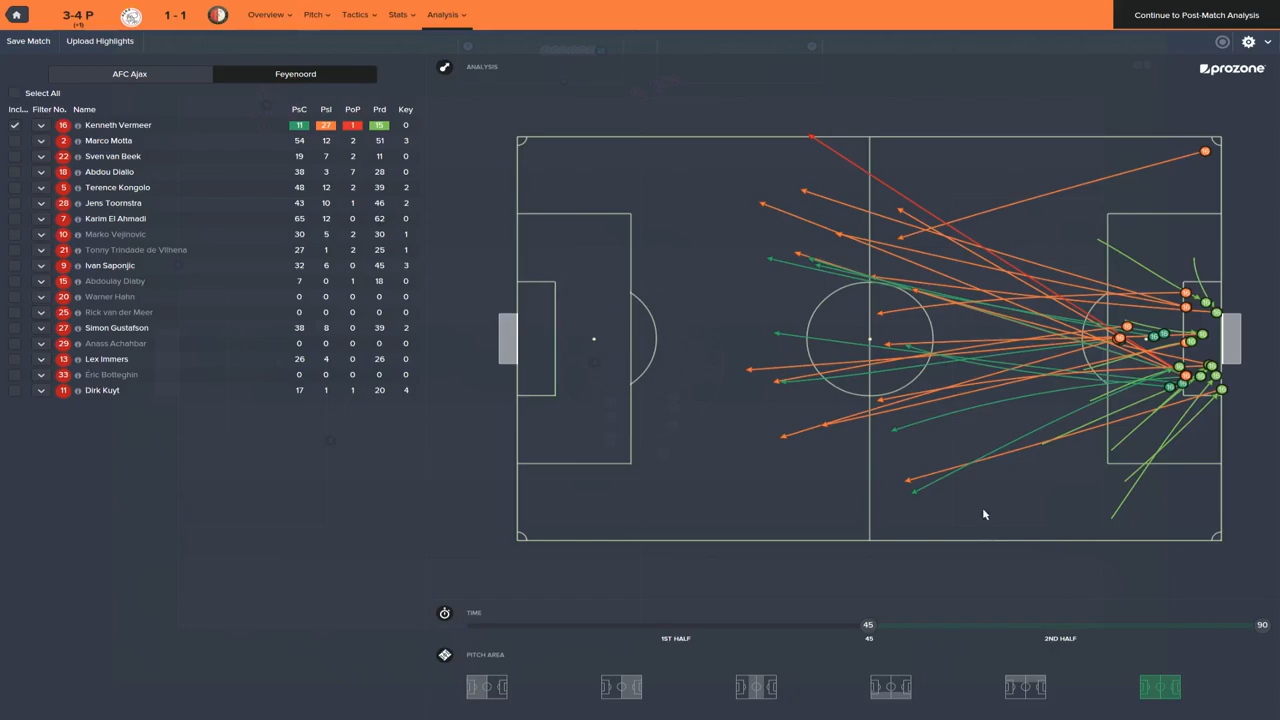 3-4 P
(+1)
1 - 1
Overview
Pitch
Tactics
Stats
Analysis
Continue to Post-Match Analysis
Save Match
Upload Highlights
AFC Ajax
Feyenoord
ANALYSIS
prozone
Select All
Incl... Filter No. Name PsC PsI PoP Prd Key
16 Kenneth Vermeer 11 27 1 15 0
2 Marco Motta 54 12 2 51 3
22 Sven van Beek 19 7 2 11 0
18 Abdou Diallo 38 3 7 28 0
5 Terence Kongolo 48 12 2 39 2
28 Jens Toornstra 43 10 1 46 2
7 Karim El Ahmadi 65 12 0 62 0
10 Marko Vejinovic 30 5 2 30 1
21 Tonny Trindade de Vilhena 27 1 2 25 1
9 Ivan Saponjic 32 6 0 45 3
15 Abdoulay Diaby 7 0 1 18 0
20 Warner Hahn 0 0 0 0 0
25 Rick van der Meer 0 0 0 0 0
27 Simon Gustafson 38 8 0 39 2
29 Anass Achahbar 0 0 0 0 0
13 Lex Immers 26 4 0 26 0
33 Éric Botteghin 0 0 0 0 0
11 Dirk Kuyt 17 1 1 20 4
TIME
45
90
1ST HALF
45
2ND HALF
PITCH AREA